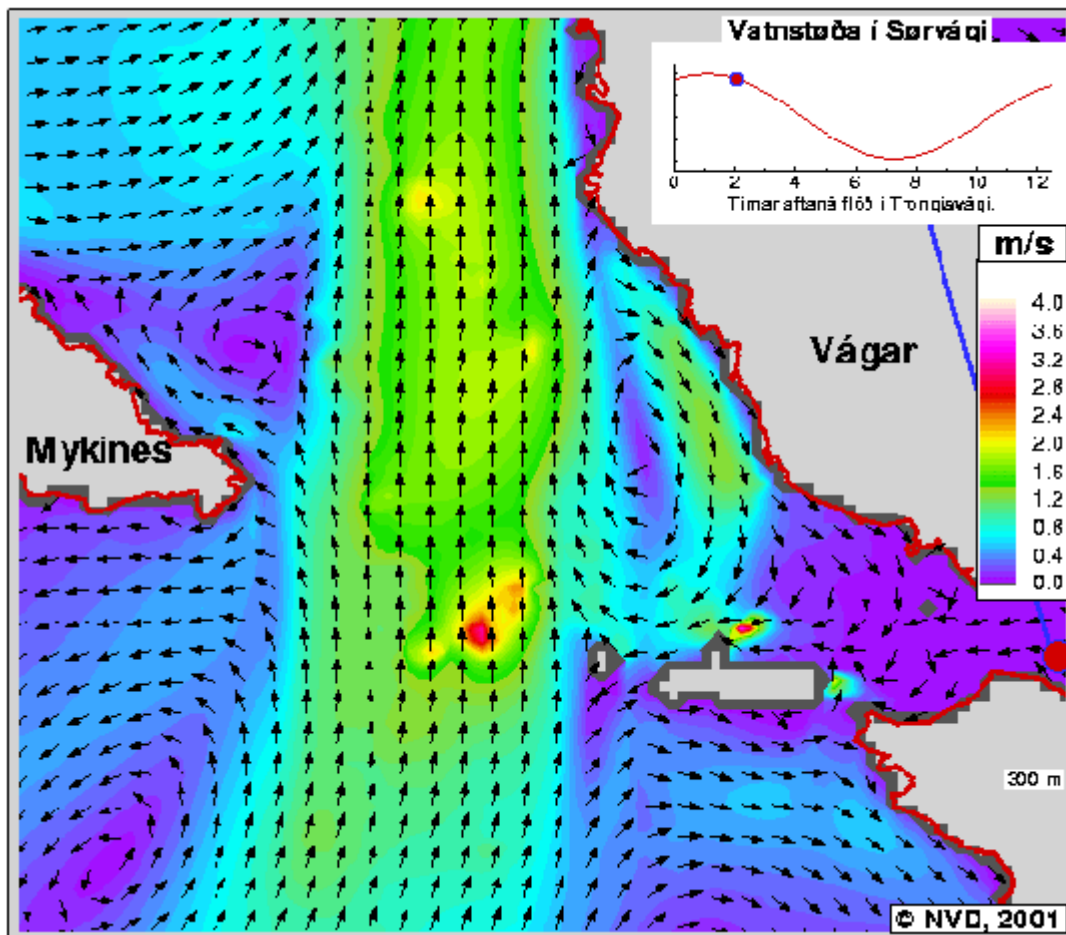 Vatnstøða í Sørvági
0 2 4 6 8 10 12
Timar aftaná flóð í Trongisvági.
m/s
4.0
3.6
3.2
2.8
2.4
2.0
1.6
1.2
0.8
0.4
0.0
Vágar
Mykines
300 m
© NVD, 2001